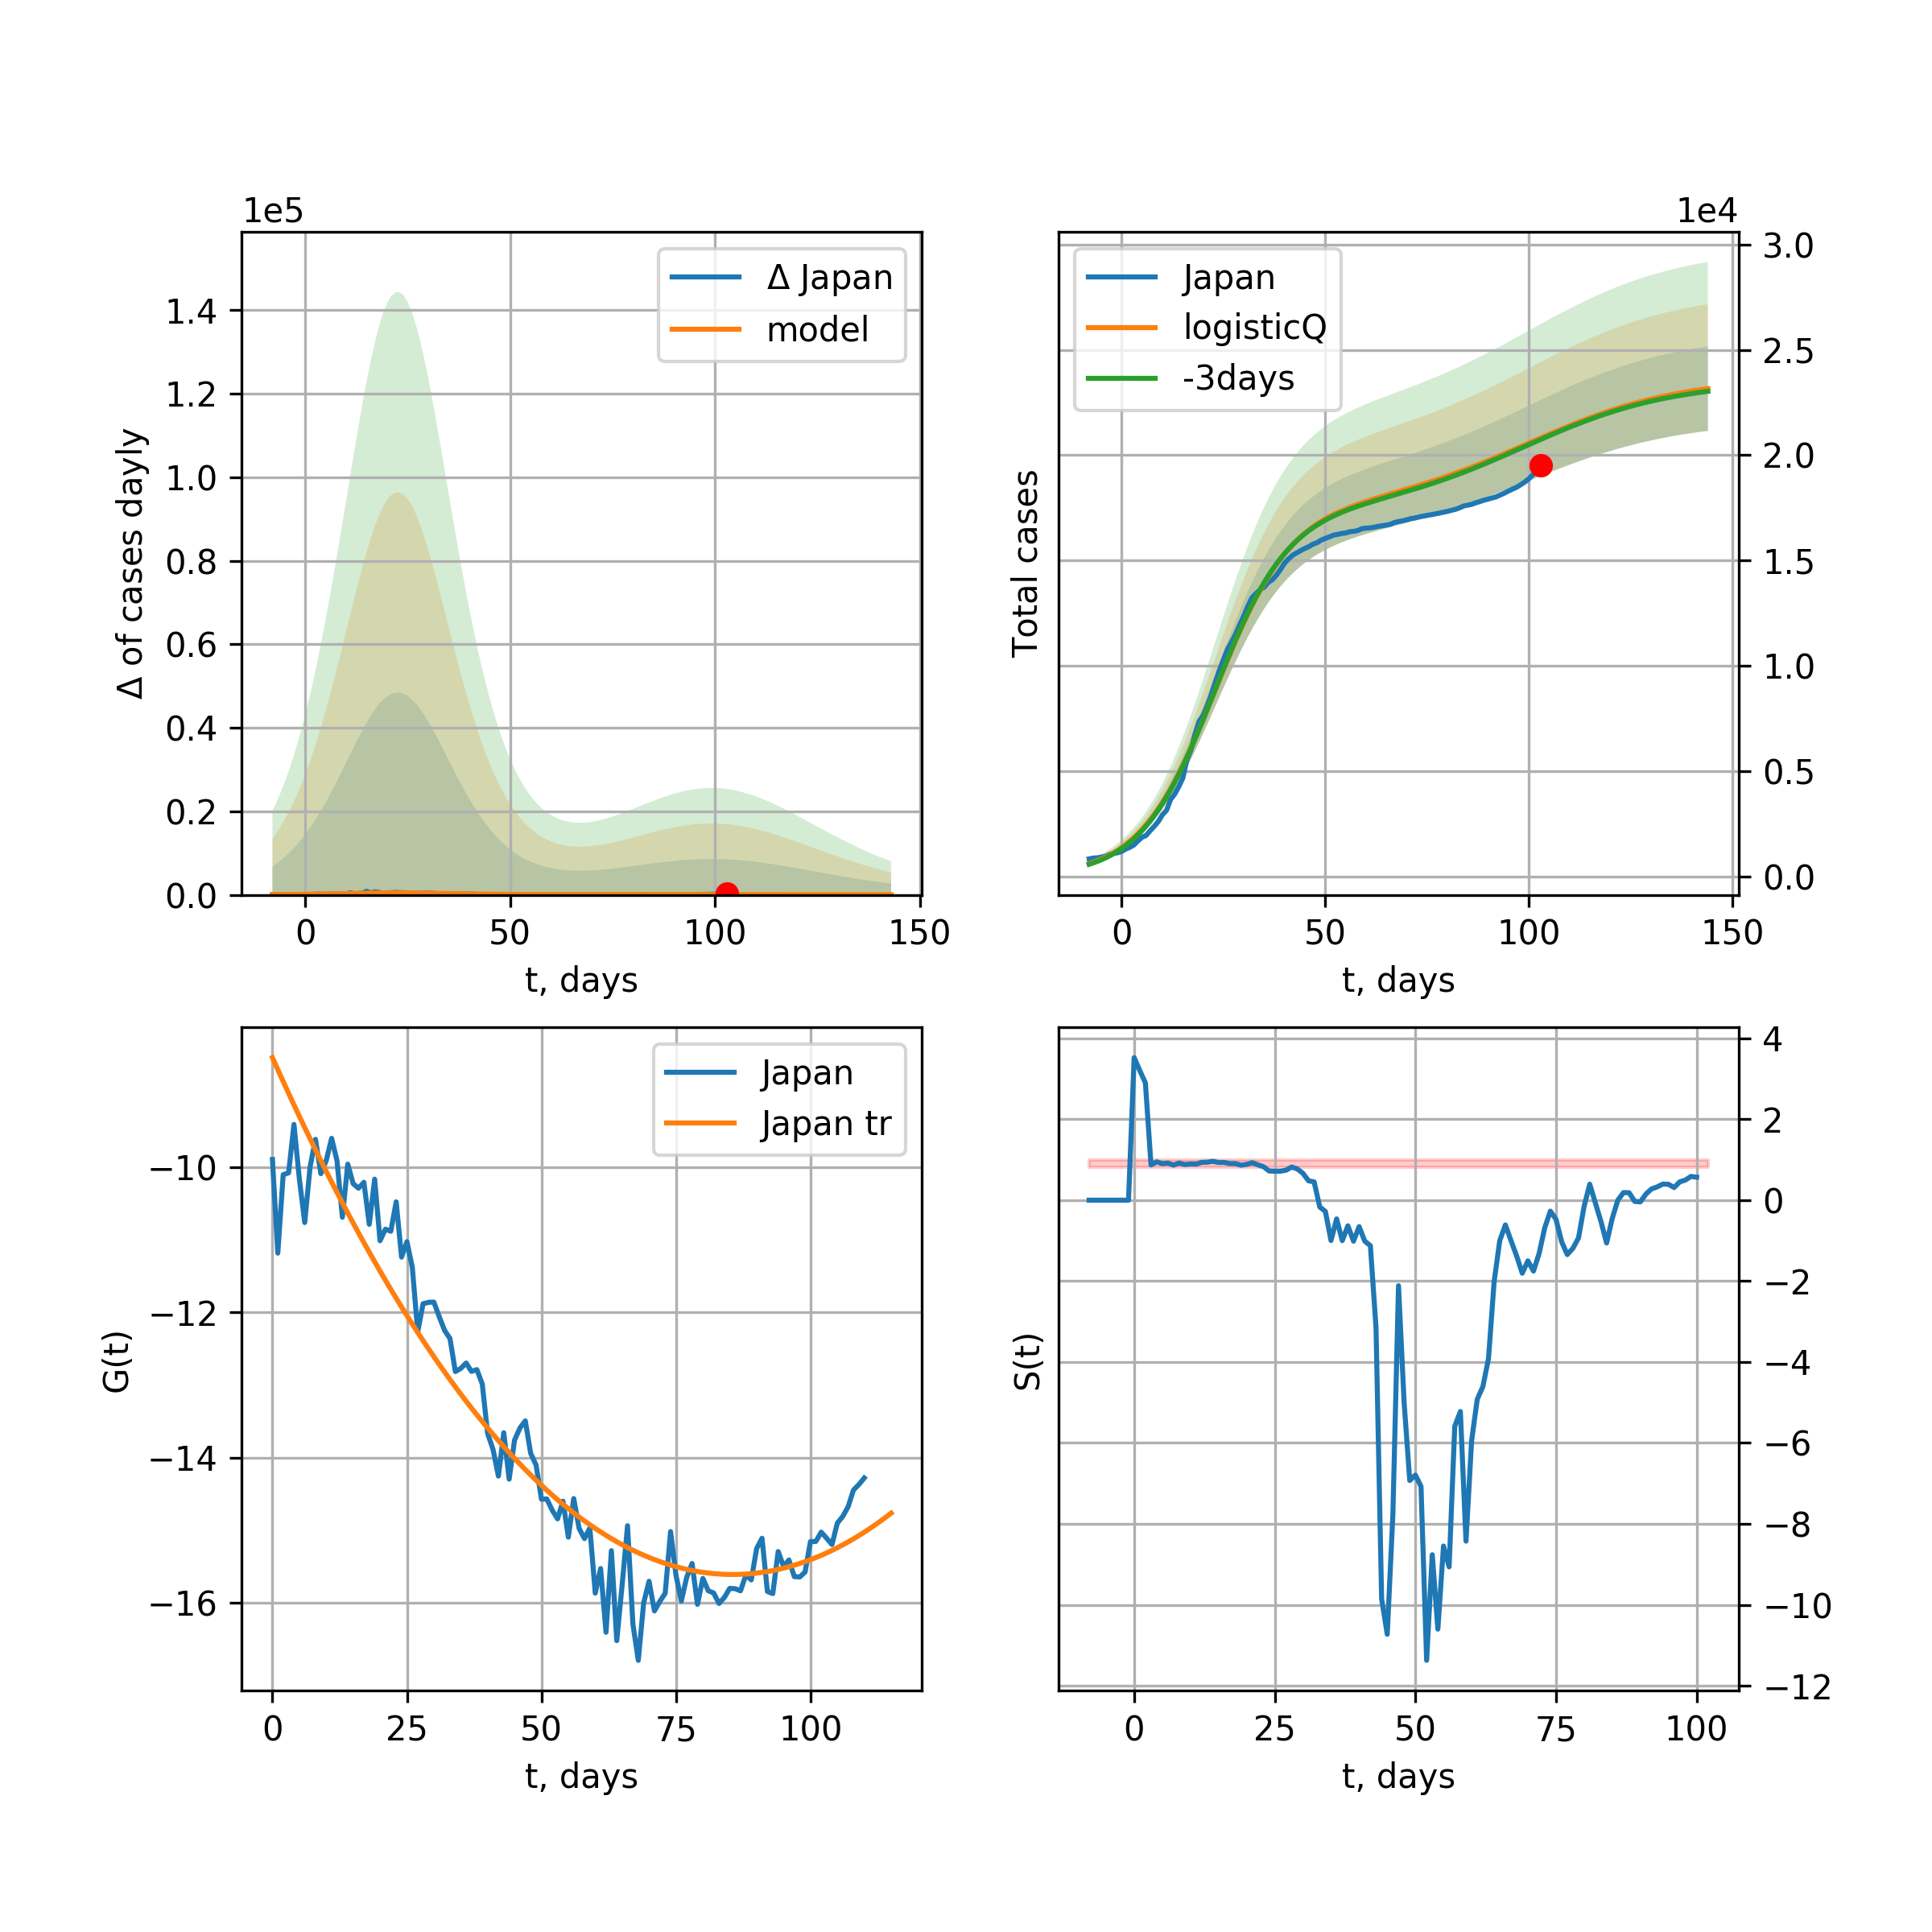 1e5
Δ Japan
model
1.4
1.2
1.0
0.8
0.6
0.4
0.2
0.0
Δ of cases dayly
0
50
100
150
t, days
1e4
Japan
logisticQ
-3days
3.0
2.5
2.0
1.5
1.0
0.5
0.0
Total cases
0
50
100
150
t, days
Japan
Japan tr
−10
−12
−14
−16
G(t)
0
25
50
75
100
t, days
4
2
0
−2
−4
−6
−8
−10
−12
S(t)
0
25
50
75
100
t, days